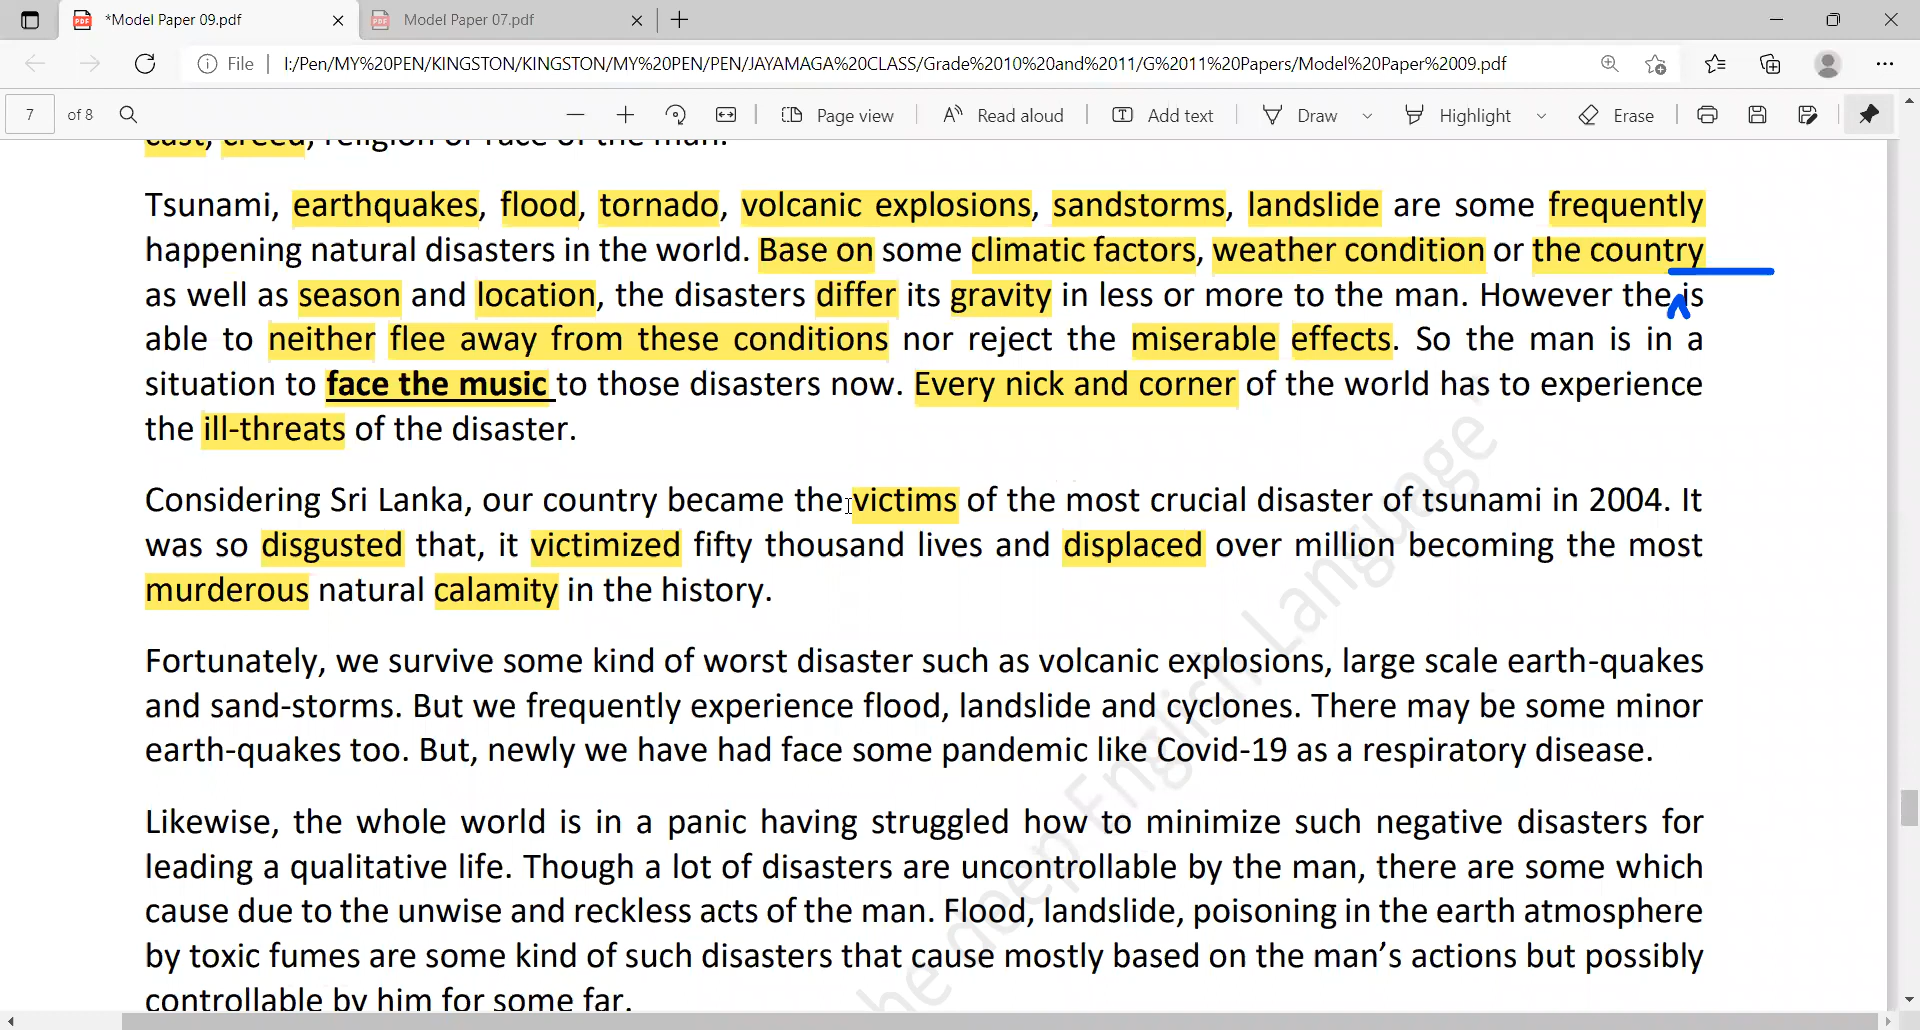 *Model Paper 09.pdf
Model Paper 07.pdf
File
I:/Pen/MY%20PEN/KINGSTON/KINGSTON/MY%20PEN/PEN/JAYAMAGA%20CLASS/Grade%2010%20and%2011/G%2011%20Papers/Model%20Paper%2009.pdf
7 of 8
Page view
Read aloud
Add text
Draw
Highlight
Erase
cast, creed, religion or race of the man.
Tsunami, earthquakes, flood, tornado, volcanic explosions, sandstorms, landslide are some frequently
happening natural disasters in the world. Base on some climatic factors, weather condition or the country
as well as season and location, the disasters differ its gravity in less or more to the man. However the is
able to neither flee away from these conditions nor reject the miserable effects. So the man is in a
situation to face the music to those disasters now. Every nick and corner of the world has to experience
the ill-threats of the disaster.
Considering Sri Lanka, our country became the victims of the most crucial disaster of tsunami in 2004. It
was so disgusted that, it victimized fifty thousand lives and displaced over million becoming the most
murderous natural calamity in the history.
Fortunately, we survive some kind of worst disaster such as volcanic explosions, large scale earth-quakes
and sand-storms. But we frequently experience flood, landslide and cyclones. There may be some minor
earth-quakes too. But, newly we have had face some pandemic like Covid-19 as a respiratory disease.
Likewise, the whole world is in a panic having struggled how to minimize such negative disasters for
leading a qualitative life. Though a lot of disasters are uncontrollable by the man, there are some which
cause due to the unwise and reckless acts of the man. Flood, landslide, poisoning in the earth atmosphere
by toxic fumes are some kind of such disasters that cause mostly based on the man's actions but possibly
controllable by him for some far.
he deep English Language'